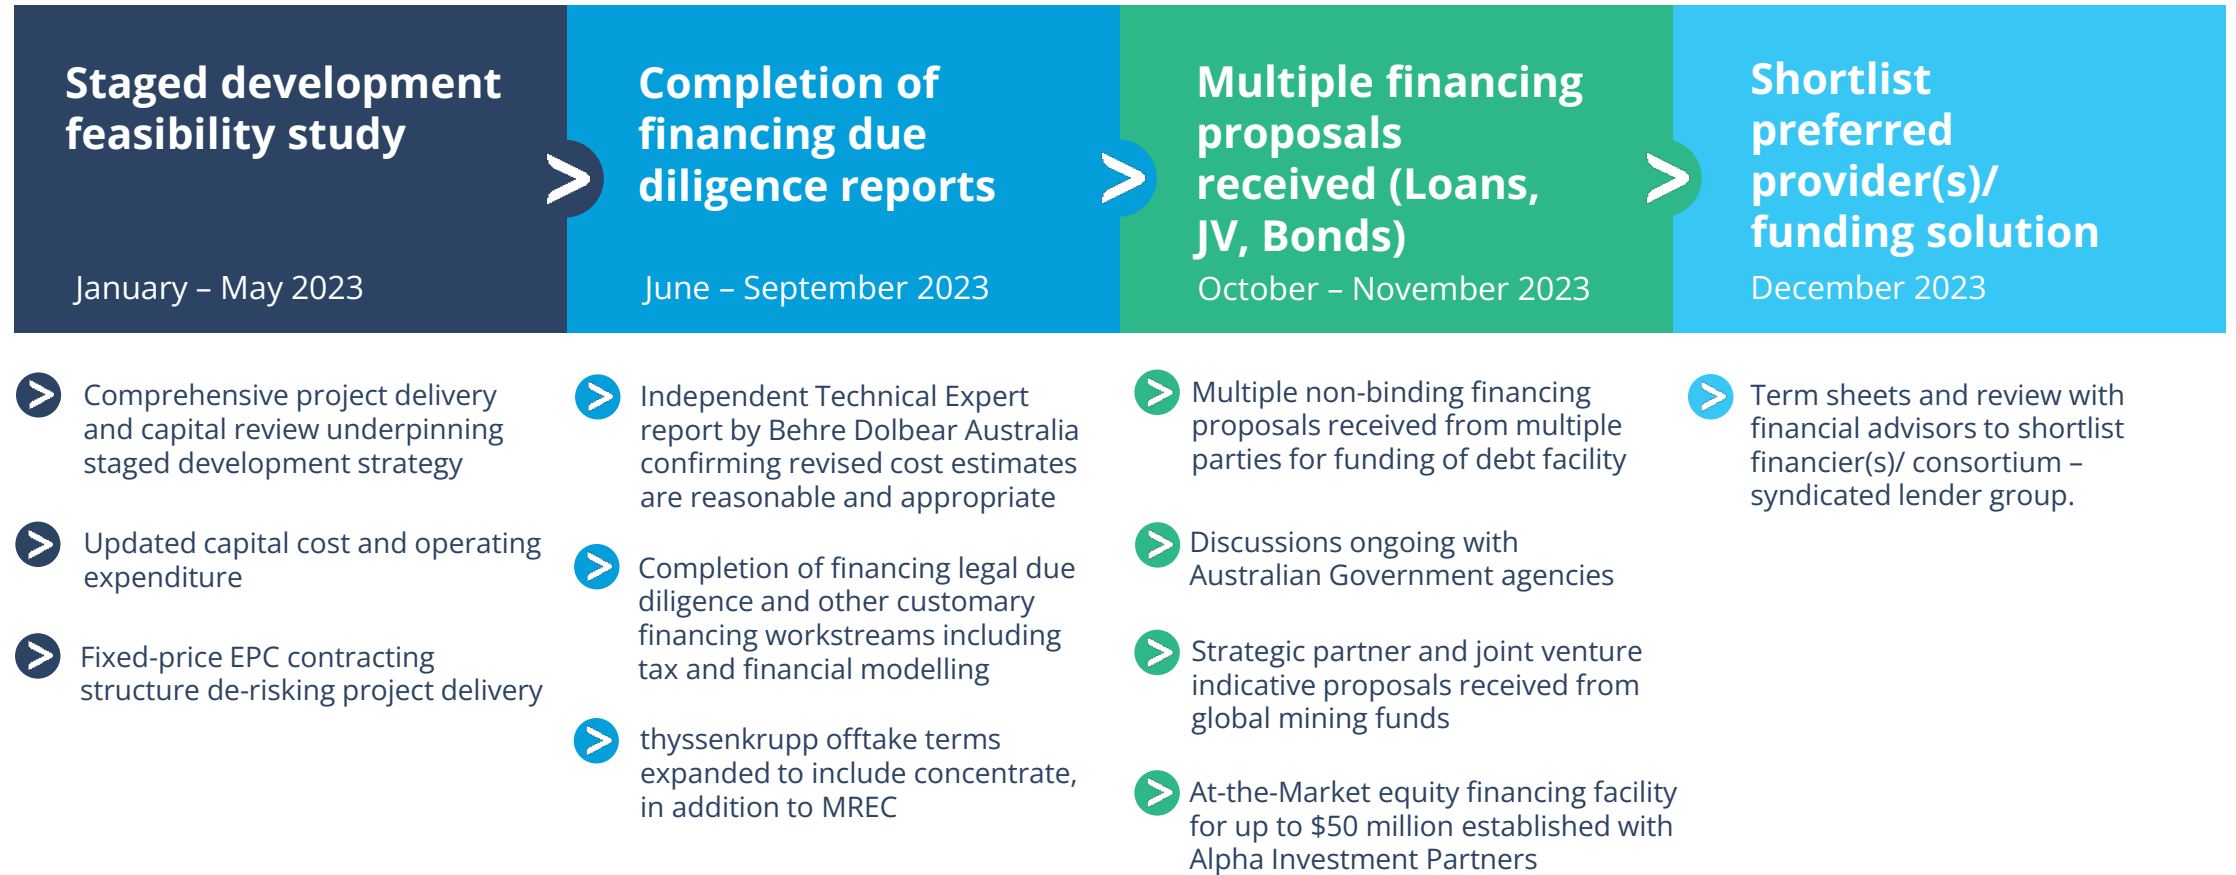 Staged development
feasibility study
January – May 2023
Completion of
financing due
diligence reports
June – September 2023
Multiple financing
proposals
received (Loans,
JV, Bonds)
October – November 2023
Shortlist
preferred
provider(s)/
funding solution
December 2023
Comprehensive project delivery
and capital review underpinning
staged development strategy
Updated capital cost and operating
expenditure
Fixed-price EPC contracting
structure de-risking project delivery
Independent Technical Expert
report by Behre Dolbear Australia
confirming revised cost estimates
are reasonable and appropriate
Completion of financing legal due
diligence and other customary
financing workstreams including
tax and financial modelling
thyssenkrupp offtake terms
expanded to include concentrate,
in addition to MREC
Multiple non-binding financing
proposals received from multiple
parties for funding of debt facility
Discussions ongoing with
Australian Government agencies
Strategic partner and joint venture
indicative proposals received from
global mining funds
At-the-Market equity financing facility
for up to $50 million established with
Alpha Investment Partners
Term sheets and review with
financial advisors to shortlist
financier(s)/ consortium –
syndicated lender group.